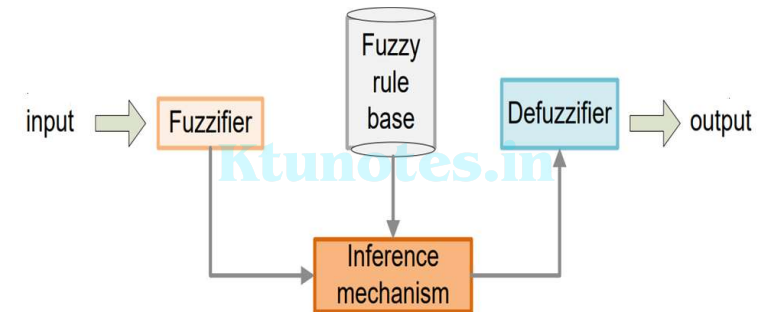 Fuzzy
rule
base
input
Fuzzifier
Defuzzifier
output
Ktunotes.in
Inference
mechanism